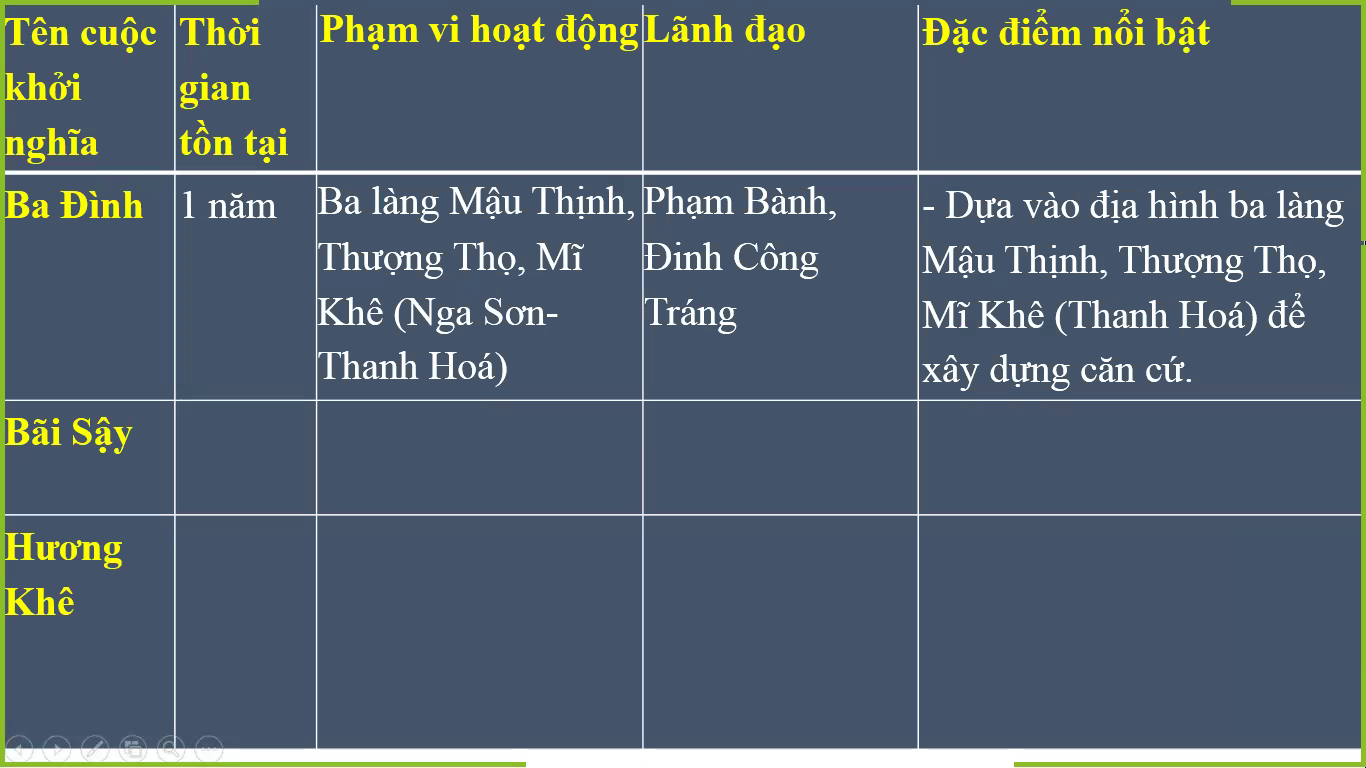 Tên cuộc
khởi
nghĩa
Thời
gian
tồn tại
Phạm vi hoạt động
Lãnh đạo
Đặc điểm nổi bật
Ba Đình
1 năm
Ba làng Mậu Thịnh,
Thượng Thọ, Mĩ
Khê (Nga Sơn-
Thanh Hoá)
Phạm Bành,
Đinh Công
Tráng
- Dựa vào địa hình ba làng
Mậu Thịnh, Thượng Thọ,
Mĩ Khê (Thanh Hoá) để
xây dựng căn cứ.
Bãi Sậy
Hương
Khê